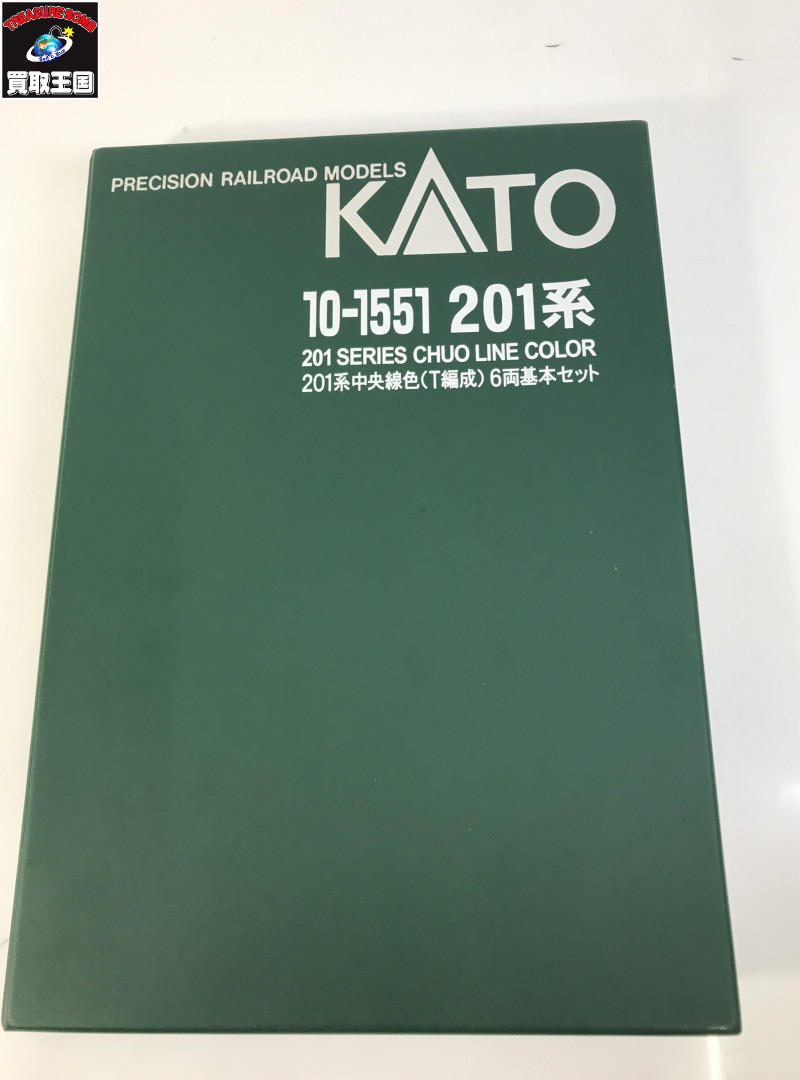 TREASURE BOMB
買取王国
PRECISION RAILROAD MODELS
KATO
10-1551 201系
201 SERIES CHUO LINE COLOR
201系中央線色(T編成) 6両基本セット